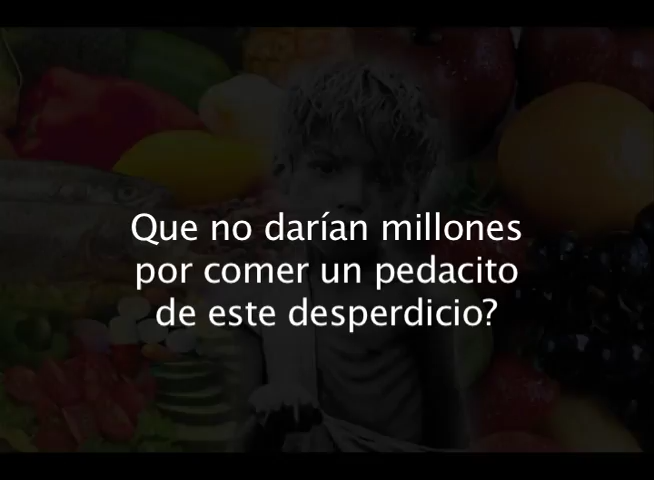 Que no darían millones
por comer un pedacito
de este desperdicio?